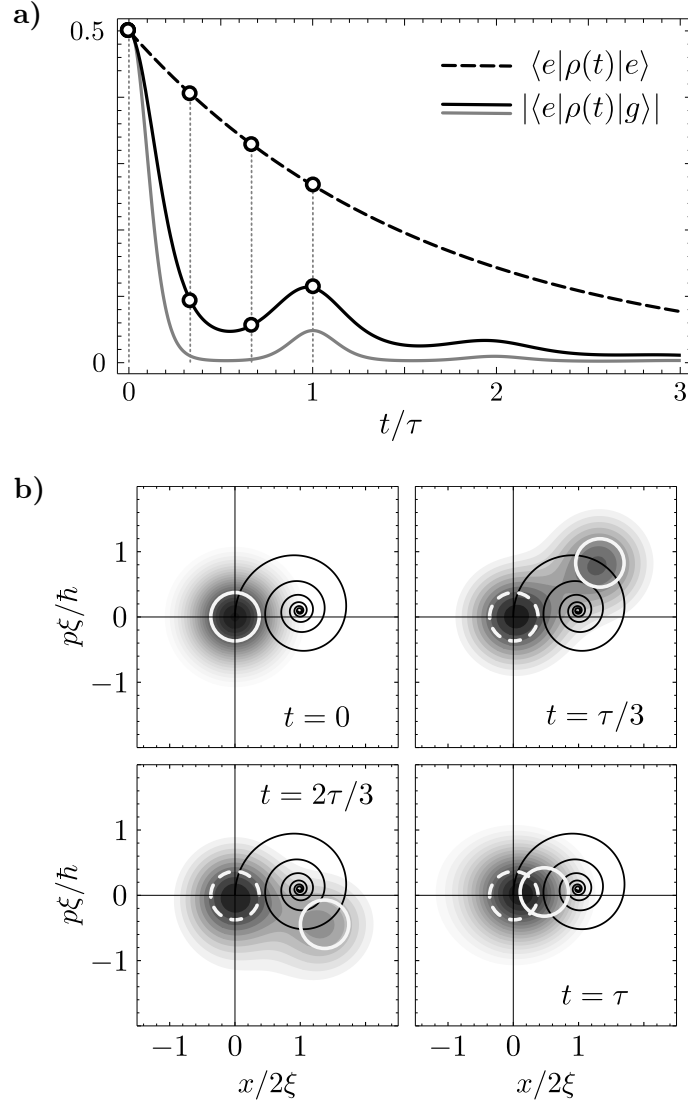 a)
0.5
⟨e|ρ(t)|e⟩
|⟨e|ρ(t)|g⟩|
0
0 1 2 3
t/τ
b)
1
0
−1
pξ/ħ
t = 0
t = τ/3
1
0
−1
pξ/ħ
t = 2τ/3
t = τ
−1 0 1
−1 0 1
x/2ξ
x/2ξ